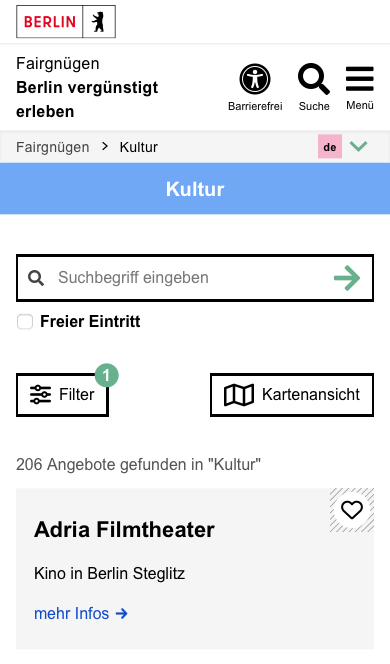 BERLIN
Fairgnügen
Berlin vergünstigt
erleben
Barrierefrei
Suche
Menü
Fairgnügen > Kultur
de
Kultur
Suchbegriff eingeben
Freier Eintritt
Filter
1
Kartenansicht
206 Angebote gefunden in "Kultur"
Adria Filmtheater
Kino in Berlin Steglitz
mehr Infos